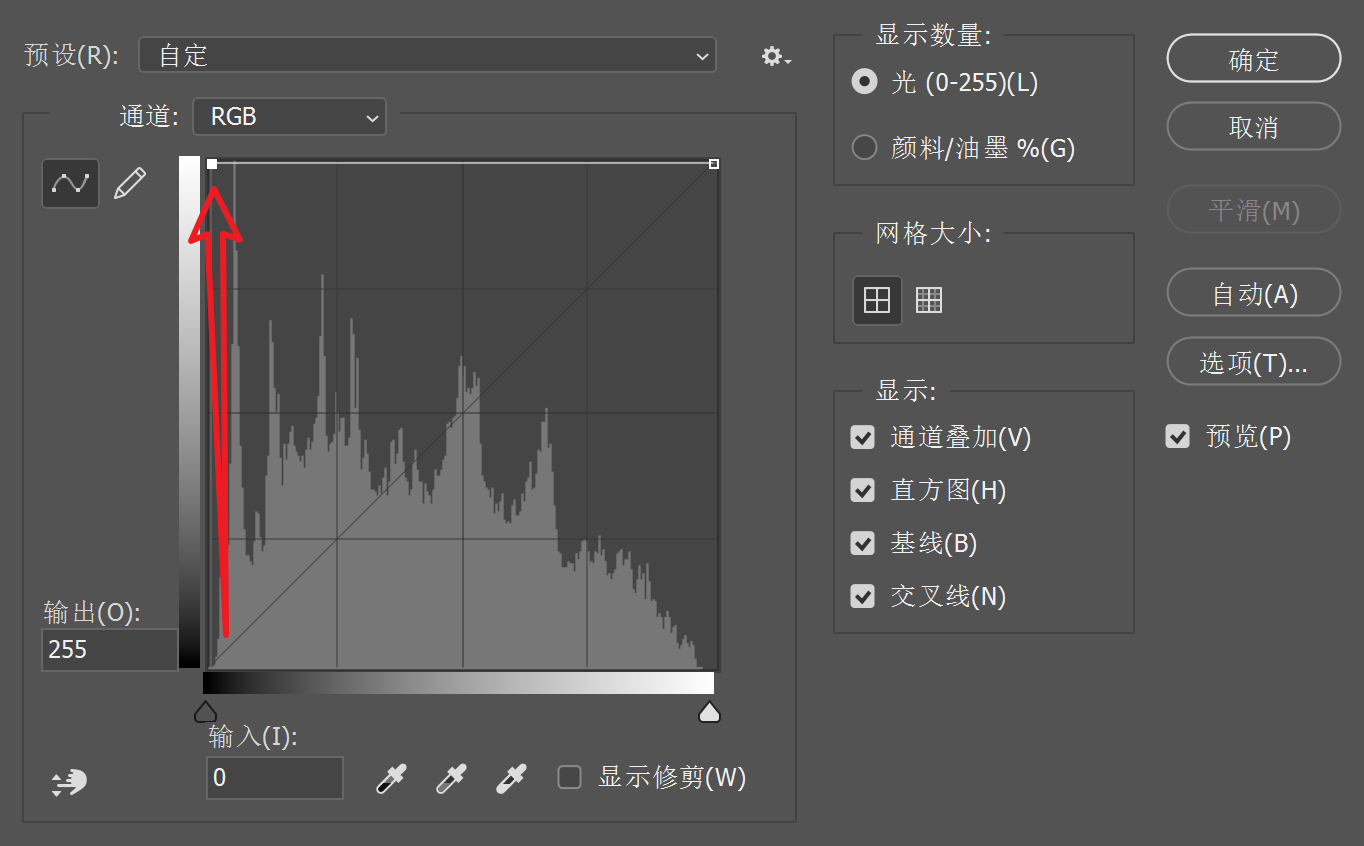 预设(R): 自定
通道: RGB
输出(O):
255
输入(I):
0
显示修剪(W)
显示数量:
光 (0-255)(L)
颜料/油墨 %(G)
网格大小:
显示:
通道叠加(V)
直方图(H)
基线(B)
交叉线(N)
确定
取消
平滑(M)
自动(A)
选项(T)...
预览(P)